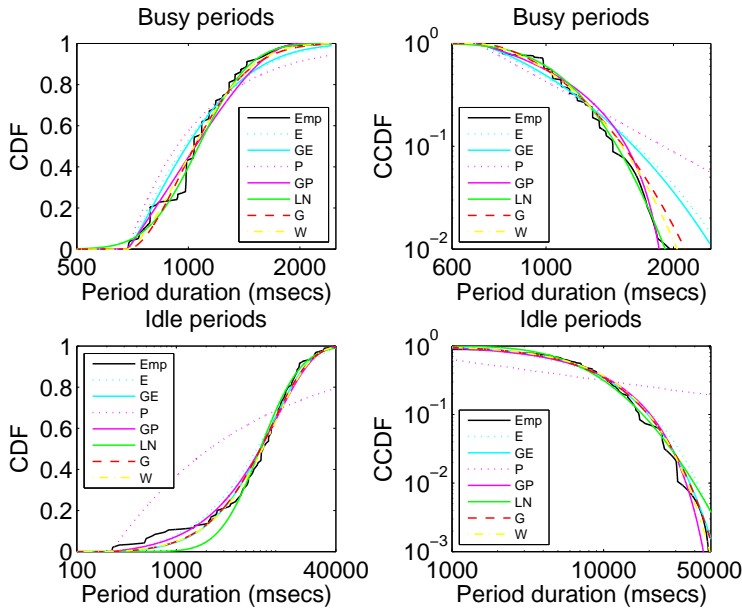 Busy periods
CDF
1
0.8
0.6
0.4
0.2
0
500
1000
2000
Period duration (msecs)
Emp
E
GE
P
GP
LN
G
W
Busy periods
CCDF
10^0
10^-1
10^-2
600
1000
2000
Period duration (msecs)
Emp
E
GE
P
GP
LN
G
W
Idle periods
CDF
1
0.8
0.6
0.4
0.2
0
100
1000
40000
Period duration (msecs)
Emp
E
GE
P
GP
LN
G
W
Idle periods
CCDF
10^0
10^-1
10^-2
10^-3
1000
10000
50000
Period duration (msecs)
Emp
E
GE
P
GP
LN
G
W